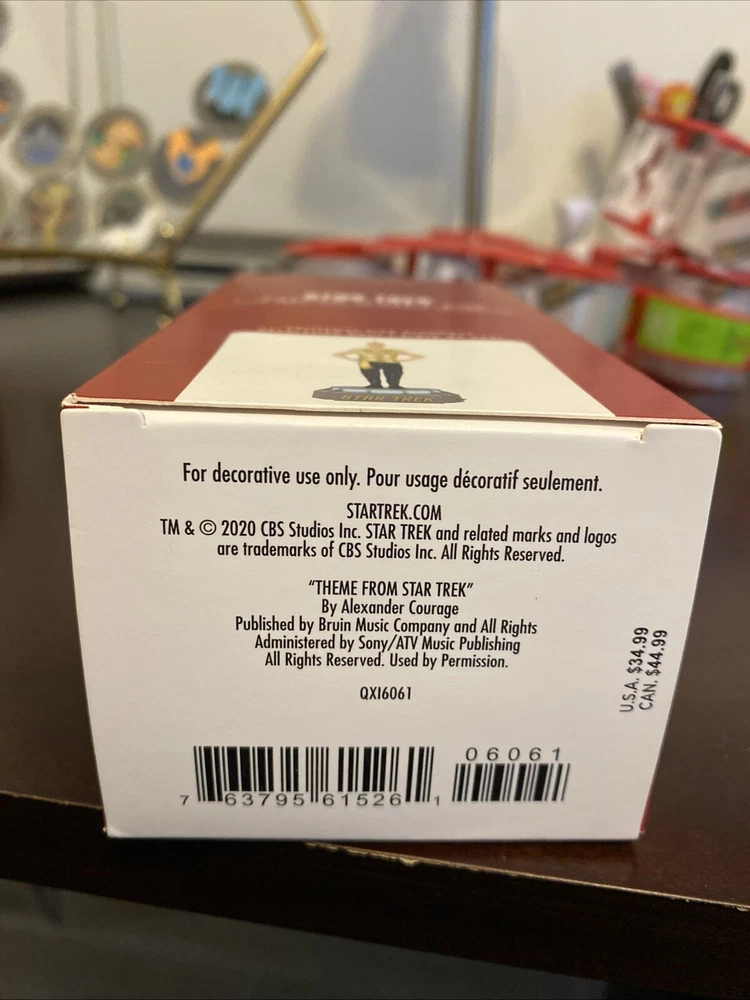 STAR TREK
STAR TREK
For decorative use only. Pour usage décoratif seulement.
STARTREK.COM
TM & © 2020 CBS Studios Inc. STAR TREK and related marks and logos
are trademarks of CBS Studios Inc. All Rights Reserved.
“THEME FROM STAR TREK”
By Alexander Courage
Published by Bruin Music Company and All Rights
Administered by Sony/ATV Music Publishing
All Rights Reserved. Used by Permission.
QXI6061
U.S.A. $34.99
CAN. $44.99
06061
7 63795 61526 1